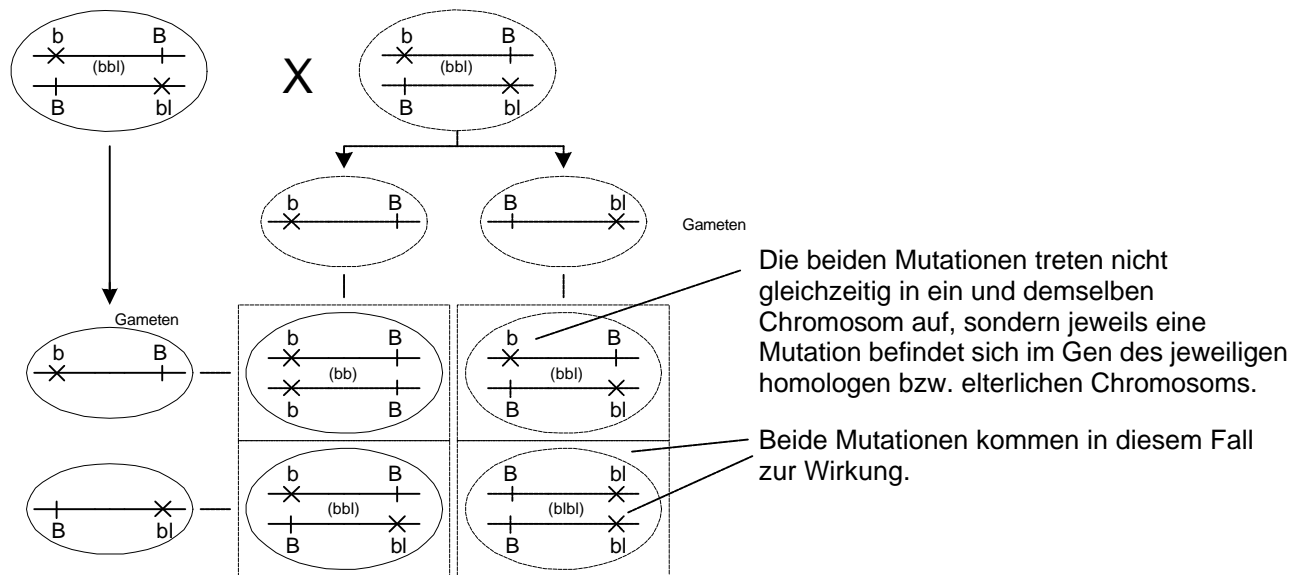 b B b B
(bbl) X (bbl)
B bl B bl
b B B bl
Gameten
Die beiden Mutationen treten nicht
gleichzeitig in ein und demselben
Chromosom auf, sondern jeweils eine
Mutation befindet sich im Gen des jeweiligen
homologen bzw. elterlichen Chromosoms.
Gameten
b B b B b B
(bb) (bbl)
b B B bl
Beide Mutationen kommen in diesem Fall
zur Wirkung.
b B B bl
(bbl) (blbl)
B bl B bl B bl